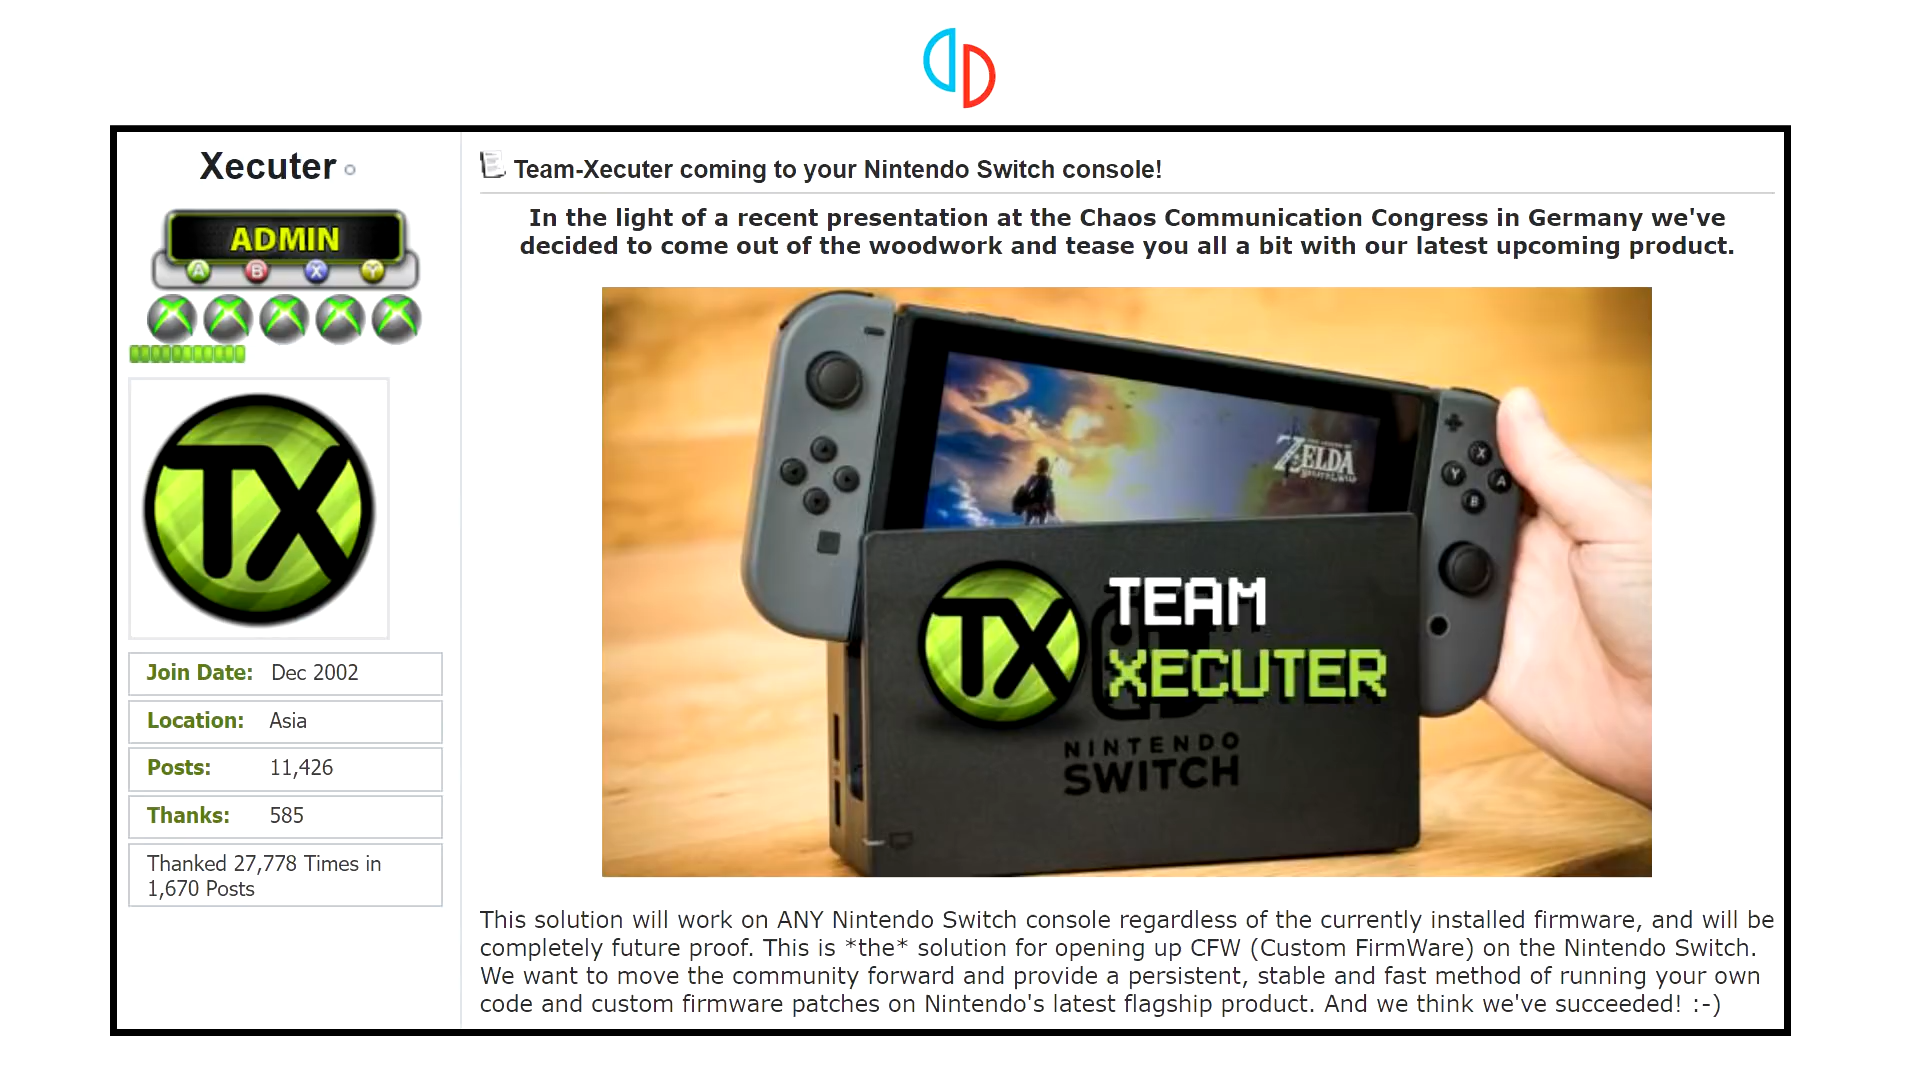 Xecuter
ADMIN
A B X Y
TX
Join Date: Dec 2002
Location: Asia
Posts: 11,426
Thanks: 585
Thanked 27,778 Times in
1,670 Posts
Team-Xecuter coming to your Nintendo Switch console!
In the light of a recent presentation at the Chaos Communication Congress in Germany we've
decided to come out of the woodwork and tease you all a bit with our latest upcoming product.
ZELDA
X
Y A
B
TX TEAM
XECUTER
NINTENDO
SWITCH
This solution will work on ANY Nintendo Switch console regardless of the currently installed firmware, and will be
completely future proof. This is *the* solution for opening up CFW (Custom FirmWare) on the Nintendo Switch.
We want to move the community forward and provide a persistent, stable and fast method of running your own
code and custom firmware patches on Nintendo's latest flagship product. And we think we've succeeded! :-)